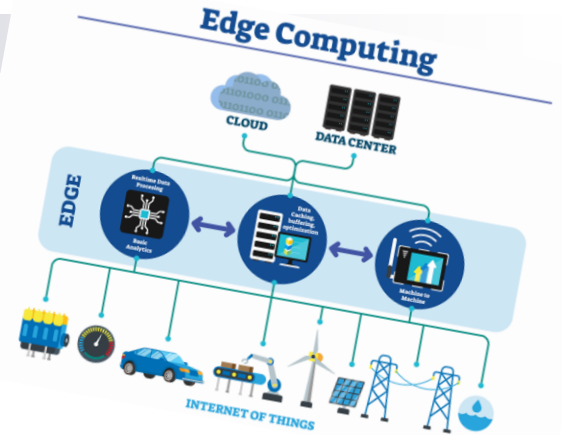 Edge Computing
CLOUD
DATA CENTER
EDGE
Realtime Data
Procesing
Basic
Analytics
Data
Caching,
buffering,
optimization
Machine to
Machine
INTERNET OF THINGS